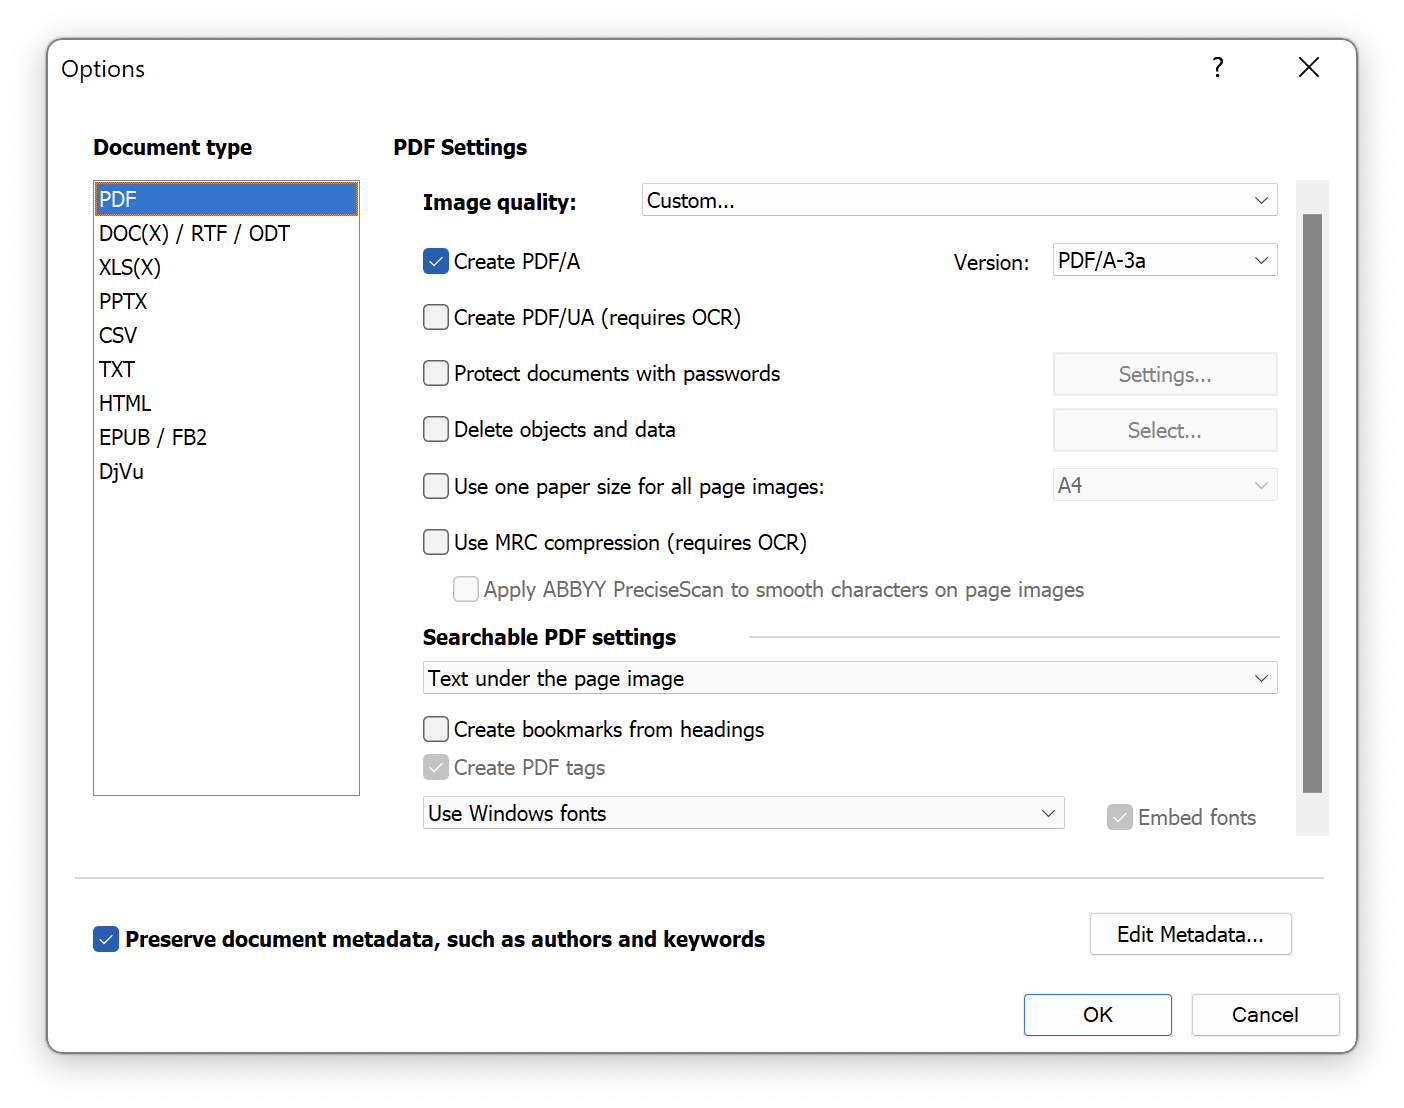 Options
?
Document type
PDF
DOC(X) / RTF / ODT
XLS(X)
PPTX
CSV
TXT
HTML
EPUB / FB2
DjVu
PDF Settings
Image quality: Custom...
Create PDF/A Version: PDF/A-3a
Create PDF/UA (requires OCR)
Protect documents with passwords Settings...
Delete objects and data Select...
Use one paper size for all page images: A4
Use MRC compression (requires OCR)
Apply ABBYY PreciseScan to smooth characters on page images
Searchable PDF settings
Text under the page image
Create bookmarks from headings
Create PDF tags
Use Windows fonts Embed fonts
Preserve document metadata, such as authors and keywords Edit Metadata...
OK Cancel